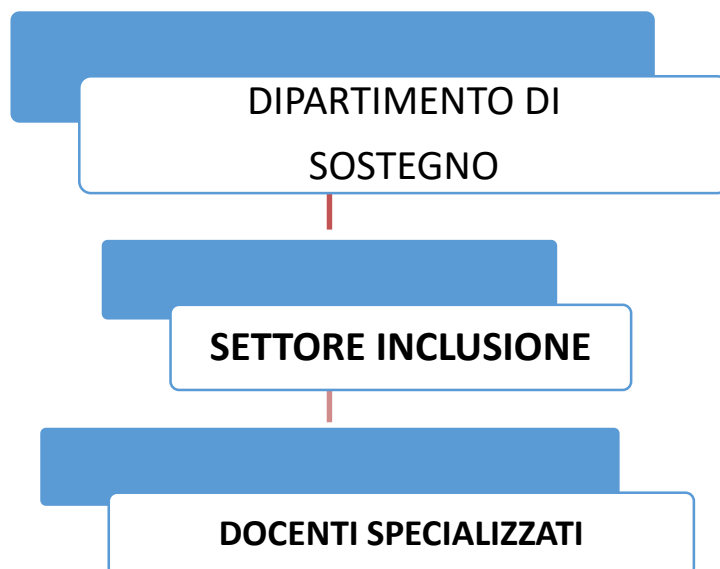 DIPARTIMENTO DI
SOSTEGNO
SETTORE INCLUSIONE
DOCENTI SPECIALIZZATI